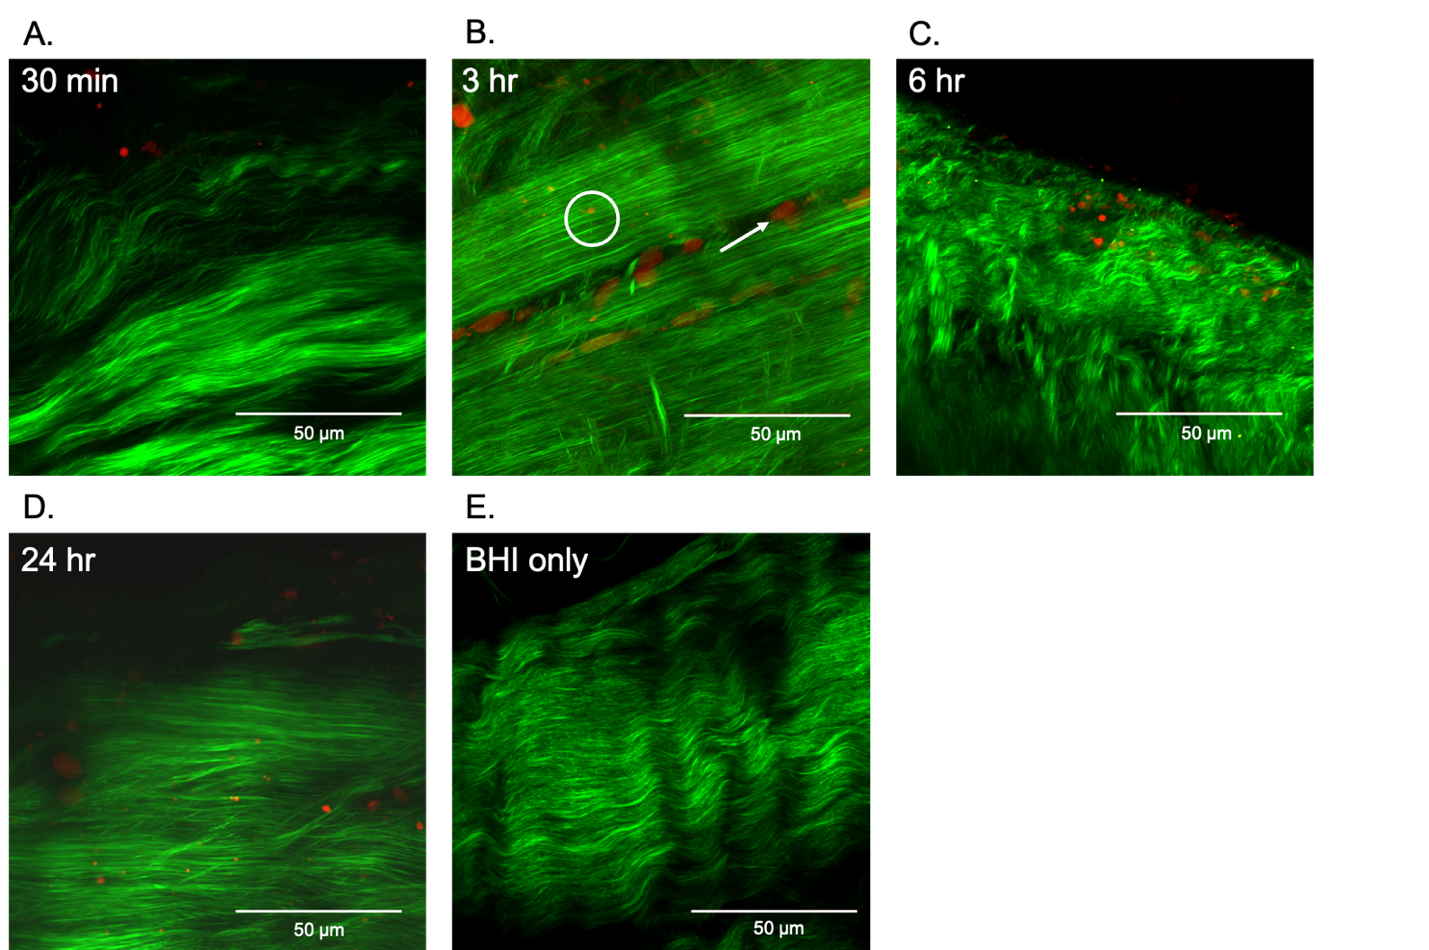 A.
30 min
50 µm
B.
3 hr
50 µm
C.
6 hr
50 µm
D.
24 hr
50 µm
E.
BHI only
50 µm